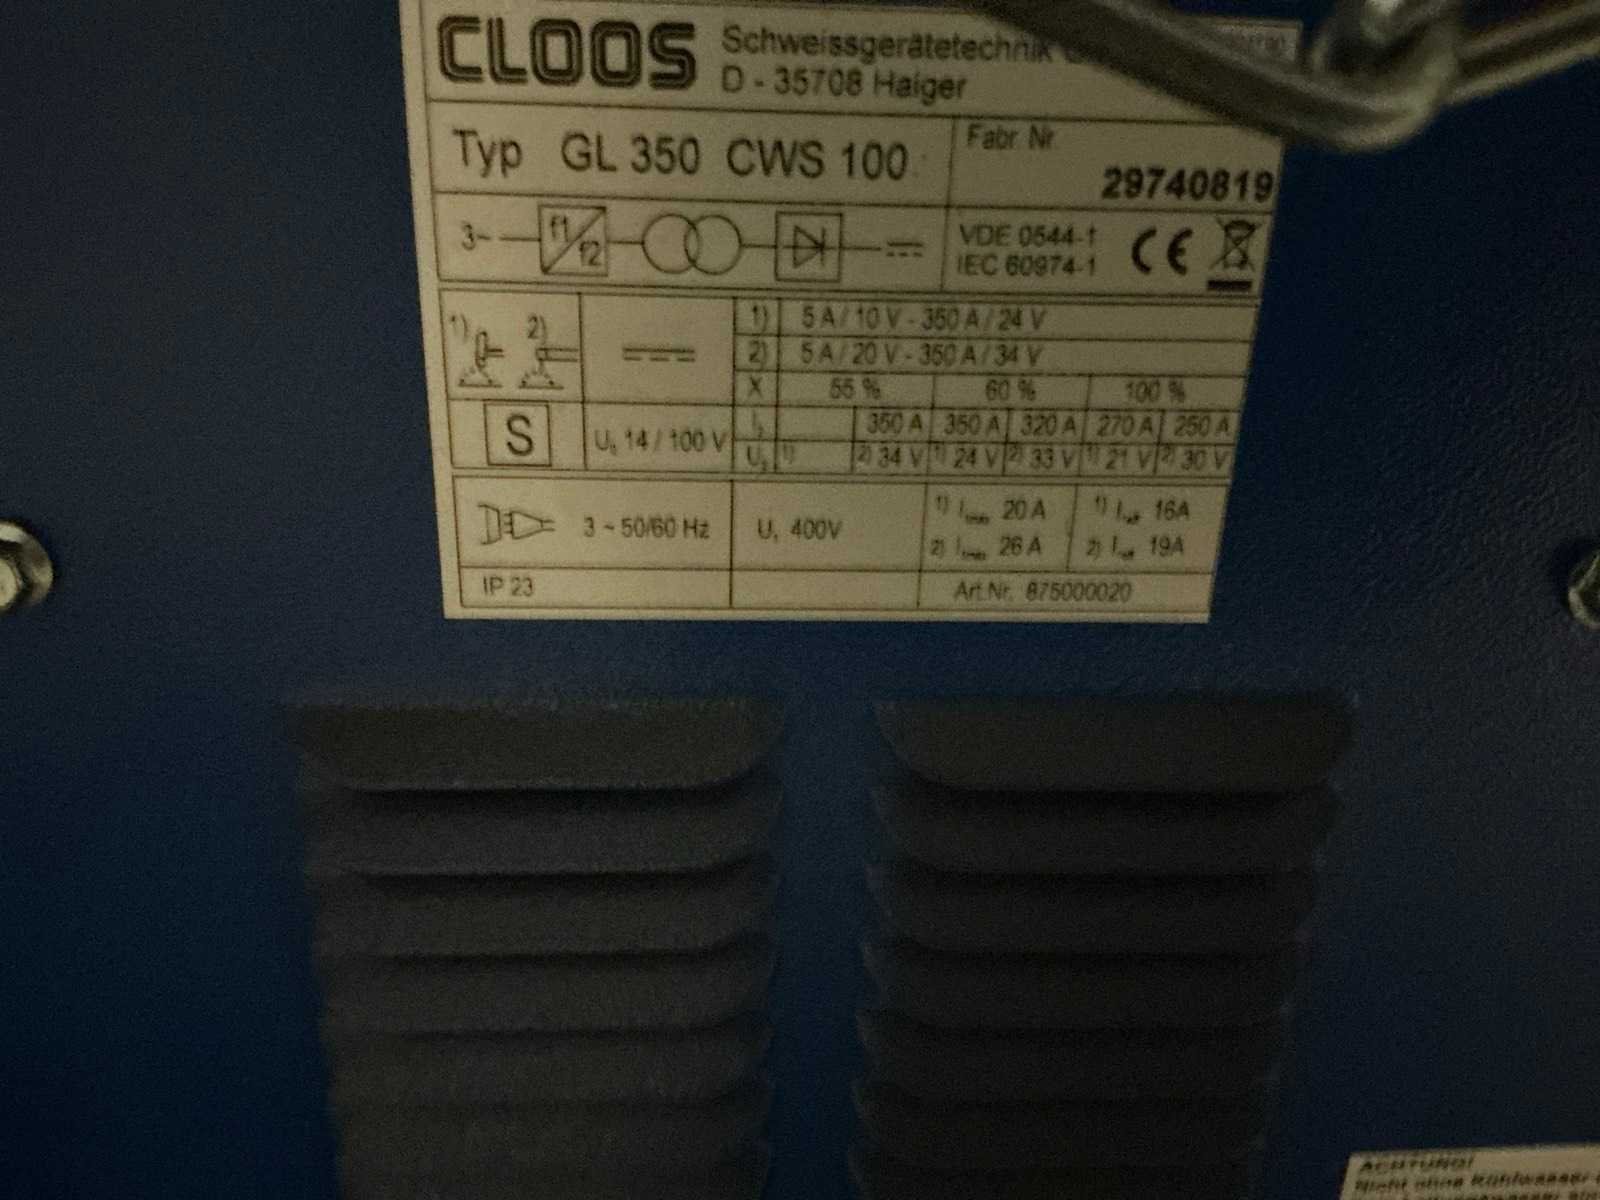 CLOOS
Schweissgerätetechnik
D - 35708 Haiger
Typ GL 350 CWS 100
Fabr. Nr.
29740819
3~ f1 f2
VDE 0544-1
IEC 60974-1
CE
1) 2)
1) 5 A / 10 V - 350 A / 24 V
2) 5 A / 20 V - 350 A / 34 V
X 55 % 60 % 100 %
S
U₀ 14 / 100 V
I₂ 350 A 350 A 320 A 270 A 250 A
U₂ 1) 2) 34 V 1) 24 V 2) 33 V 1) 21 V 2) 30 V
3 ~ 50/60 Hz
U₁ 400V
1) I₁max 20 A 1) I₁eff 16A
2) I₁max 26 A 2) I₁eff 19A
IP 23
Art.Nr. 875000020
ACHTUNG!
Nicht ohne Kühlwasser